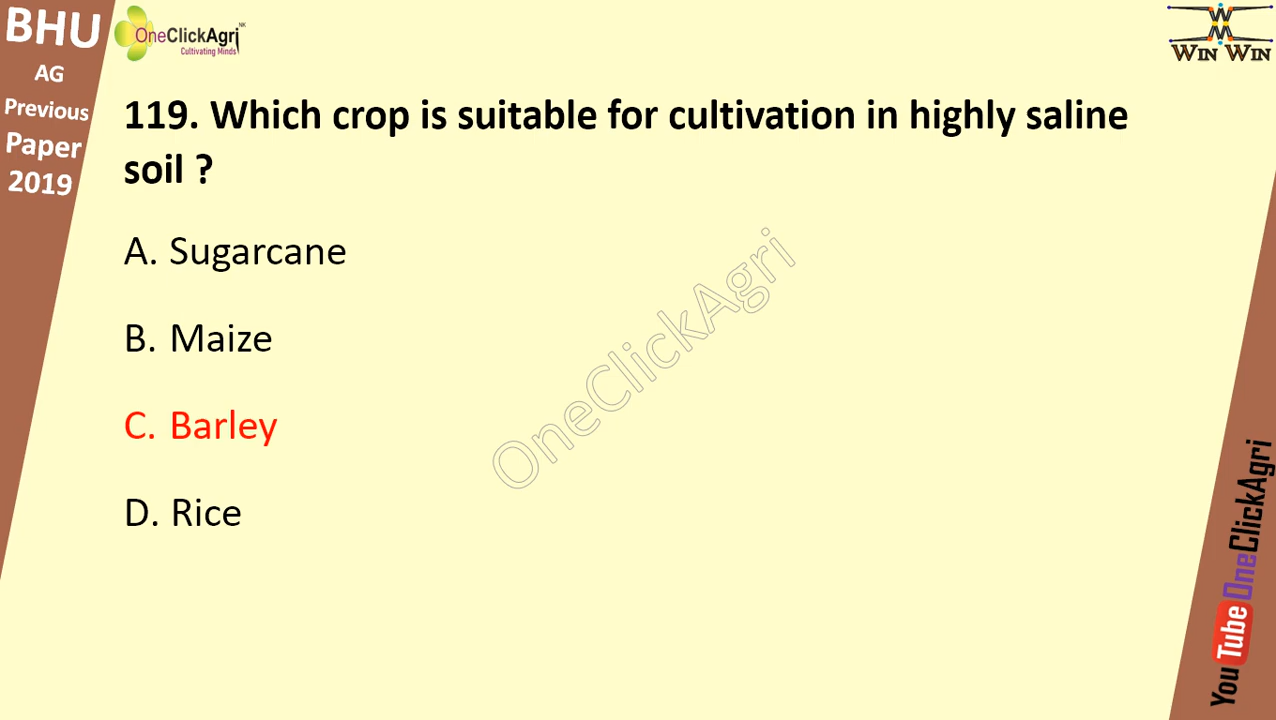 BHU
AG
Previous
Paper
2019
OneClickAgri NK
Cultivating Minds
WIN WIN
119. Which crop is suitable for cultivation in highly saline
soil ?
A. Sugarcane
B. Maize
C. Barley
D. Rice
OneClickAgri
YouTube OneClickAgri